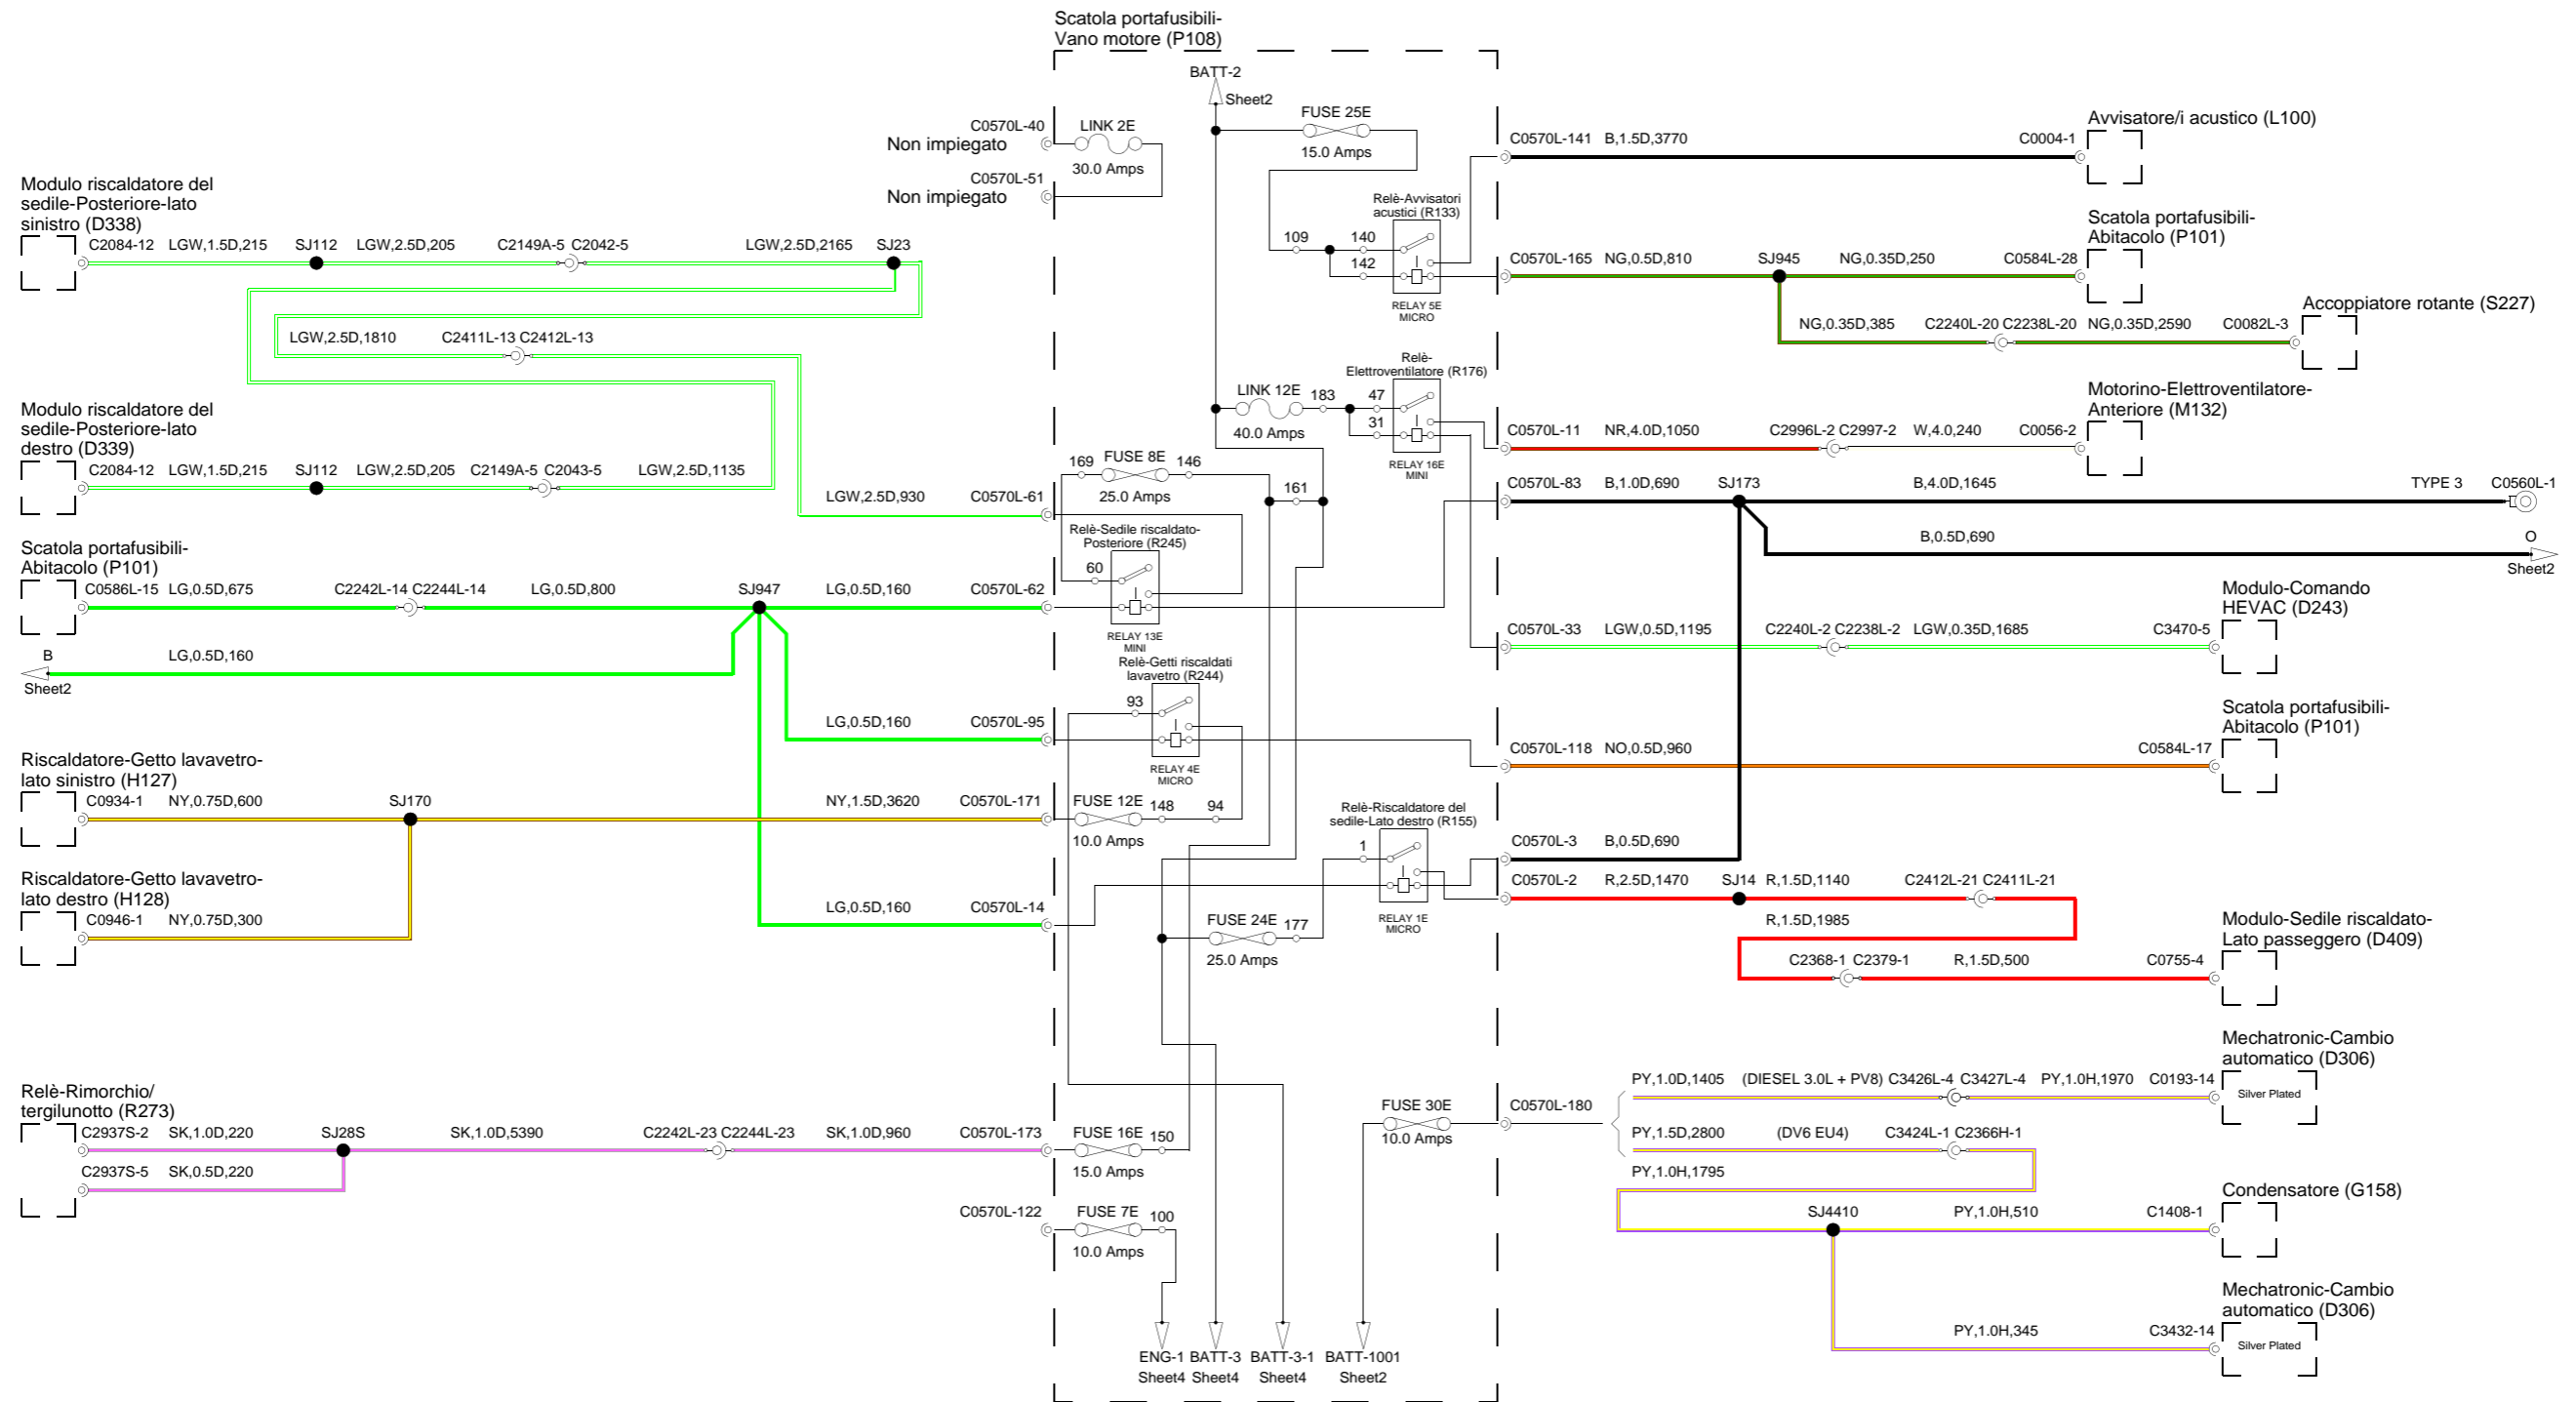 Scatola portafusibili-
Vano motore (P108)
BATT-2
Sheet2
C0570L-40
Non impiegato
LINK 2E
30.0 Amps
C0570L-51
Non impiegato
FUSE 25E
15.0 Amps
C0570L-141 B,1.5D,3770 C0004-1
Avvisatore/i acustico (L100)
Relè-Avvisatori
acustici (R133)
109 140
142
RELAY 5E
MICRO
C0570L-165 NG,0.5D,810 SJ945 NG,0.35D,250 C0584L-28
Scatola portafusibili-
Abitacolo (P101)
NG,0.35D,385 C2240L-20 C2238L-20 NG,0.35D,2590 C0082L-3
Accoppiatore rotante (S227)
Modulo riscaldatore del
sedile-Posteriore-lato
sinistro (D338)
C2084-12 LGW,1.5D,215 SJ112 LGW,2.5D,205 C2149A-5 C2042-5 LGW,2.5D,2165 SJ23
LGW,2.5D,1810 C2411L-13 C2412L-13
Relè-
Elettroventilatore (R176)
LINK 12E 183 47
40.0 Amps 31
RELAY 16E
MINI
C0570L-11 NR,4.0D,1050 C2996L-2 C2997-2 W,4.0,240 C0056-2
Motorino-Elettroventilatore-
Anteriore (M132)
Modulo riscaldatore del
sedile-Posteriore-lato
destro (D339)
C2084-12 LGW,1.5D,215 SJ112 LGW,2.5D,205 C2149A-5 C2043-5 LGW,2.5D,1135
LGW,2.5D,930 C0570L-61
169 FUSE 8E 146
25.0 Amps
161
C0570L-83 B,1.0D,690 SJ173 B,4.0D,1645 TYPE 3 C0560L-1
B,0.5D,690 O
Sheet2
Relè-Sedile riscaldato-
Posteriore (R245)
60
RELAY 13E
MINI
Scatola portafusibili-
Abitacolo (P101)
C0586L-15 LG,0.5D,675 C2242L-14 C2244L-14 LG,0.5D,800 SJ947 LG,0.5D,160 C0570L-62
B LG,0.5D,160
Sheet2
Modulo-Comando
HEVAC (D243)
C0570L-33 LGW,0.5D,1195 C2240L-2 C2238L-2 LGW,0.35D,1685 C3470-5
Relè-Getti riscaldati
lavavetro (R244)
93
RELAY 4E
MICRO
LG,0.5D,160 C0570L-95
Scatola portafusibili-
Abitacolo (P101)
C0570L-118 NO,0.5D,960 C0584L-17
Riscaldatore-Getto lavavetro-
lato sinistro (H127)
C0934-1 NY,0.75D,600 SJ170 NY,1.5D,3620 C0570L-171
FUSE 12E 148 94
10.0 Amps
Relè-Riscaldatore del
sedile-Lato destro (R155)
1
RELAY 1E
MICRO
C0570L-3 B,0.5D,690
Riscaldatore-Getto lavavetro-
lato destro (H128)
C0946-1 NY,0.75D,300
LG,0.5D,160 C0570L-14
FUSE 24E 177
25.0 Amps
C0570L-2 R,2.5D,1470 SJ14 R,1.5D,1140 C2412L-21 C2411L-21
R,1.5D,1985
C2368-1 C2379-1 R,1.5D,500 C0755-4
Modulo-Sedile riscaldato-
Lato passeggero (D409)
Relè-Rimorchio/
tergilunotto (R273)
C2937S-2 SK,1.0D,220 SJ28S SK,1.0D,5390 C2242L-23 C2244L-23 SK,1.0D,960 C0570L-173
C2937S-5 SK,0.5D,220
FUSE 16E 150
15.0 Amps
C0570L-122
FUSE 7E 100
10.0 Amps
FUSE 30E
10.0 Amps
C0570L-180
PY,1.0D,1405 (DIESEL 3.0L + PV8) C3426L-4 C3427L-4 PY,1.0H,1970 C0193-14
Mechatronic-Cambio
automatico (D306)
Silver Plated
PY,1.5D,2800 (DV6 EU4) C3424L-1 C2366H-1
PY,1.0H,1795
SJ4410 PY,1.0H,510 C1408-1
Condensatore (G158)
PY,1.0H,345 C3432-14
Mechatronic-Cambio
automatico (D306)
Silver Plated
ENG-1 BATT-3 BATT-3-1 BATT-1001
Sheet4 Sheet4 Sheet4 Sheet2